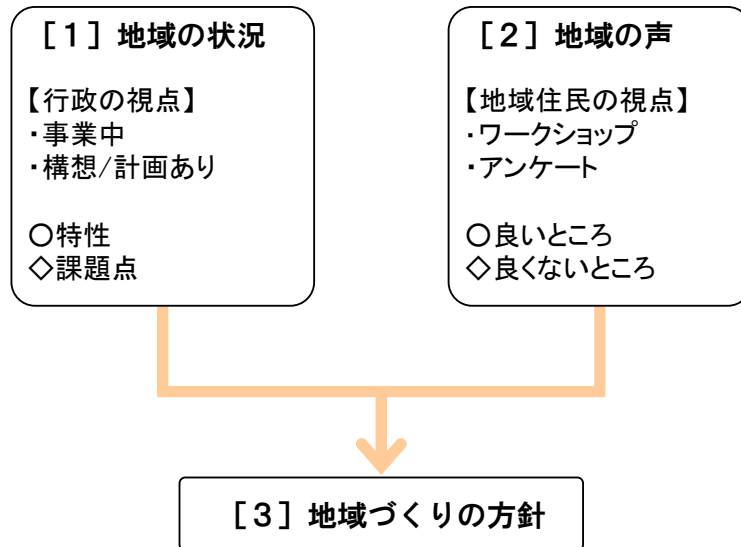 ［１］地域の状況
【行政の視点】
・事業中
・構想/計画あり
○特性
◇課題点
［２］地域の声
【地域住民の視点】
・ワークショップ
・アンケート
○良いところ
◇良くないところ
［３］地域づくりの方針